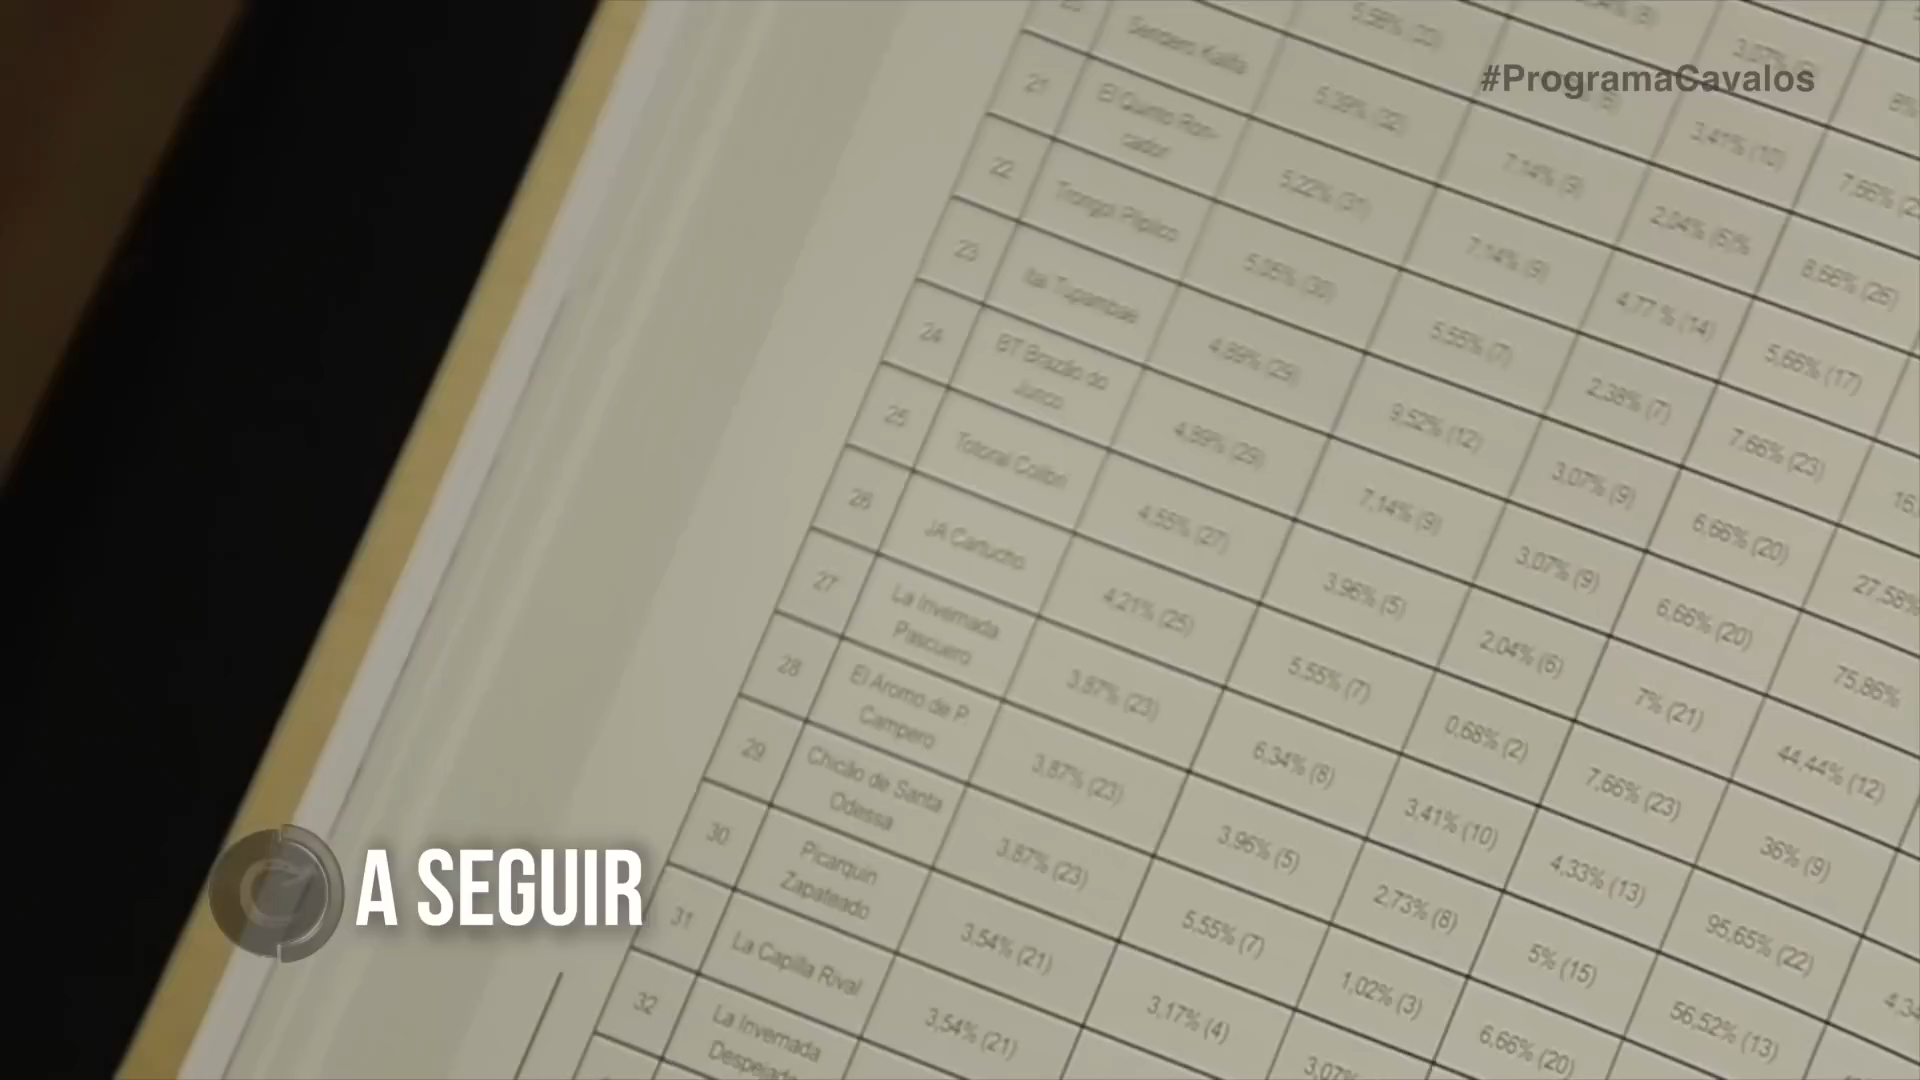 #ProgramaCavalos
3,41% (10)
Sendero Kalifa 5,39% (32) 7,14% (9) 2,04% (6)% 8,66% (26)
21 El Quinto Ron-
cador 5,22% (31) 7,14% (9) 4,77 % (14) 5,66% (17)
22 5,05% (30) 5,55% (7) 2,38% (7) 7,66% (23) 16,
23 4,89% (29) 9,52% (12) 3,07% (9) 6,66% (20) 27,58%
24 BT Brazão do
Junco 4,89% (29) 7,14% (9) 3,07% (9) 6,66% (20) 75,86%
25 Totoral Colibri 4,55% (27) 3,96% (5) 2,04% (6) 7% (21) 44,44% (12)
26 JA Cartucho 4,21% (25) 5,55% (7) 0,68% (2) 7,66% (23) 36% (9)
27 La Invernada
Pascuero 3,87% (23) 6,34% (8) 3,41% (10) 4,33% (13) 95,65% (22)
28 El Aromo de P.
Campero 3,87% (23) 3,96% (5) 2,73% (8) 5% (15) 56,52% (13)
29 Chicão de Santa
Odessa 3,87% (23) 5,55% (7) 1,02% (3) 6,66% (20)
30 Picarquin
Zapateado 3,54% (21) 3,17% (4) 3,07%
31 La Capilla Rival 3,54% (21)
32 La Invernada
Despejado
A SEGUIR